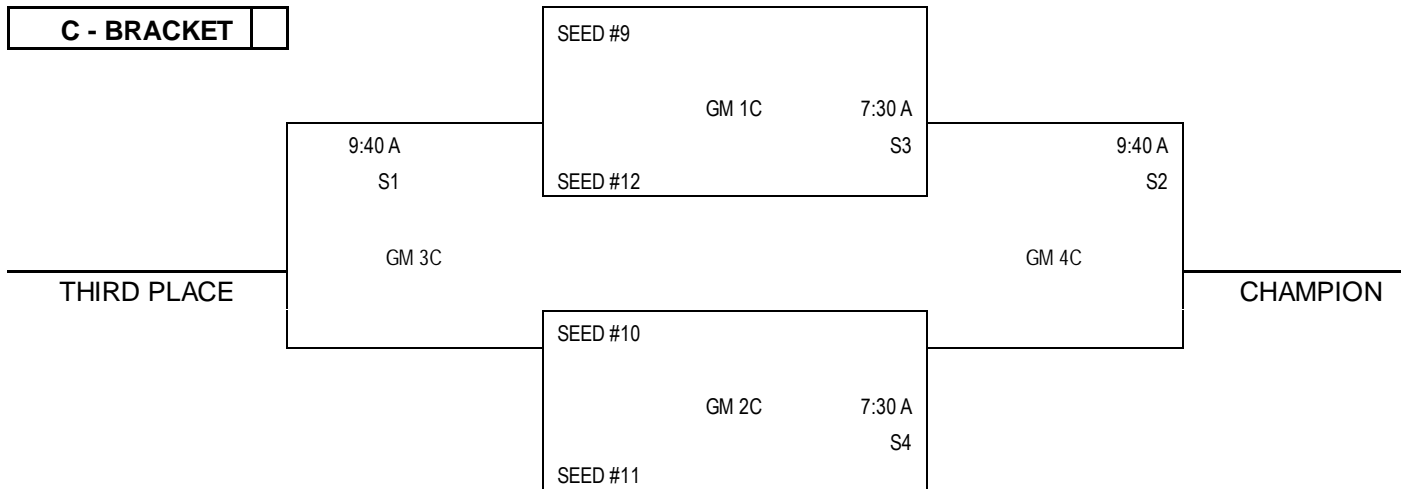 C - BRACKET
SEED #9
GM 1C 7:30 A
9:40 A S3 9:40 A
S1 SEED #12 S2
GM 3C GM 4C
THIRD PLACE CHAMPION
SEED #10
GM 2C 7:30 A
S4
SEED #11